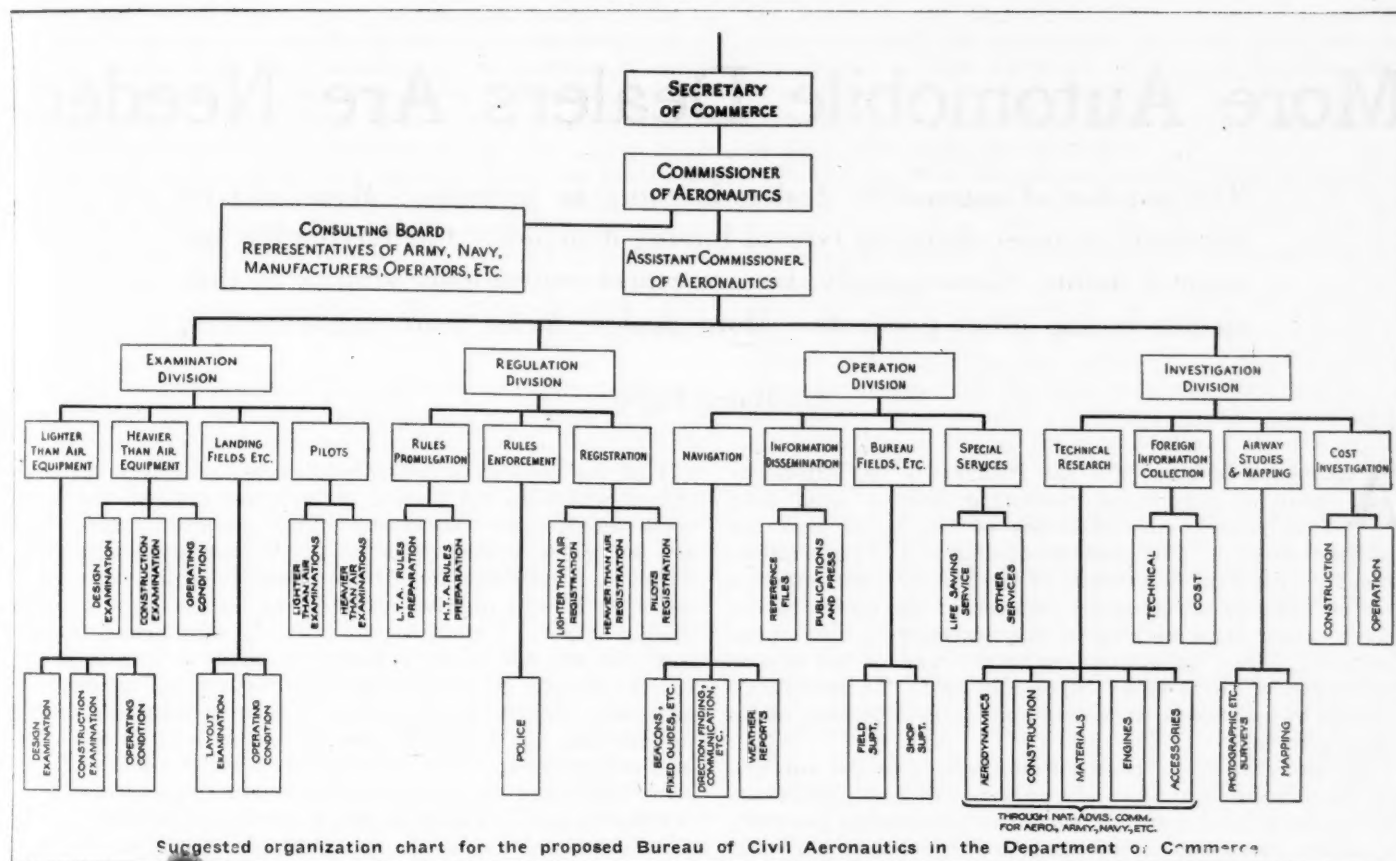 SECRETARY
OF COMMERCE
COMMISSIONER
OF AERONAUTICS
CONSULTING BOARD
REPRESENTATIVES OF ARMY, NAVY,
MANUFACTURERS, OPERATORS, ETC.
ASSISTANT COMMISSIONER
OF AERONAUTICS
EXAMINATION
DIVISION
REGULATION
DIVISION
OPERATION
DIVISION
INVESTIGATION
DIVISION
LIGHTER
THAN AIR
EQUIPMENT
HEAVIER
THAN AIR
EQUIPMENT
LANDING
FIELDS ETC.
PILOTS
RULES
PROMULGATION
RULES
ENFORCEMENT
REGISTRATION
NAVIGATION
INFORMATION
DISSEMINATION
BUREAU
FIELDS, ETC.
SPECIAL
SERVICES
TECHNICAL
RESEARCH
FOREIGN
INFORMATION
COLLECTION
AIRWAY
STUDIES
& MAPPING
COST
INVESTIGATION
DESIGN
EXAMINATION
CONSTRUCTION
EXAMINATION
OPERATING
CONDITION
LIGHTER
THAN AIR
EXAMINATIONS
HEAVIER
THAN AIR
EXAMINATIONS
L.T.A. RULES
PREPARATION
H.T.A. RULES
PREPARATION
LIGHTER THAN AIR
REGISTRATION
HEAVIER THAN AIR
REGISTRATION
PILOTS
REGISTRATION
REFERENCE
FILES
PUBLICATIONS
AND PRESS
LIFE SAVING
SERVICE
OTHER
SERVICES
TECHNICAL
COST
CONSTRUCTION
OPERATION
DESIGN
EXAMINATION
CONSTRUCTION
EXAMINATION
OPERATING
CONDITION
LAYOUT
EXAMINATION
OPERATING
CONDITION
POLICE
BEACONS,
FIXED GUIDES, ETC.
DIRECTION FINDING,
COMMUNICATION,
ETC.
WEATHER
REPORTS
FIELD
SUPT.
SHOP
SUPT.
AERODYNAMICS
CONSTRUCTION
MATERIALS
ENGINES
ACCESSORIES
PHOTOGRAPHIC ETC.
SURVEYS
MAPPING
THROUGH NAT. ADVIS. COMM.
FOR AERO., ARMY, NAVY, ETC.
Suggested organization chart for the proposed Bureau of Civil Aeronautics in the Department of Commerce